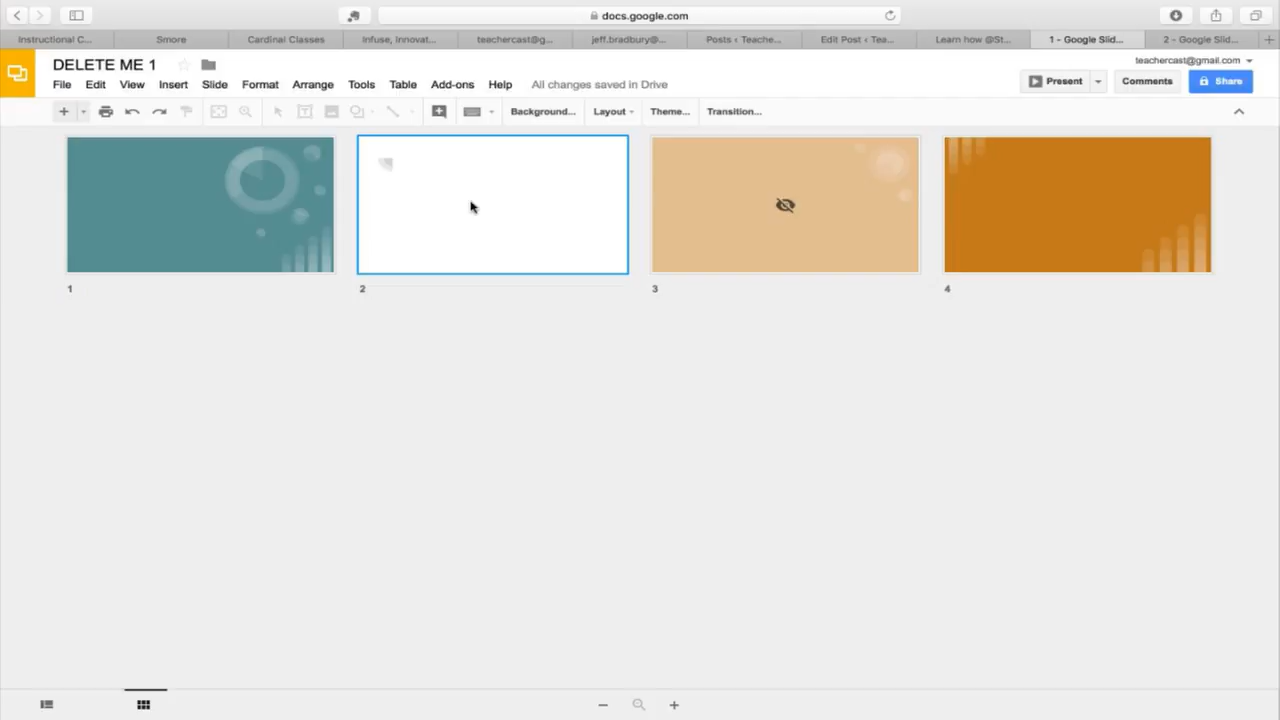 docs.google.com
Instructional C... Smore Cardinal Classes Infuse, Innovat... teechercast@g... jeff.bradbury@... Posts ‹ Teache... Edit Post ‹ Tea... Learn how @St... 1 - Google Slid... 2 - Google Slid...
DELETE ME 1
teachercast@gmail.com
File Edit View Insert Slide Format Arrange Tools Table Add-ons Help All changes saved in Drive
Present Comments Share
Background... Layout Theme... Transition...
1 2 3 4